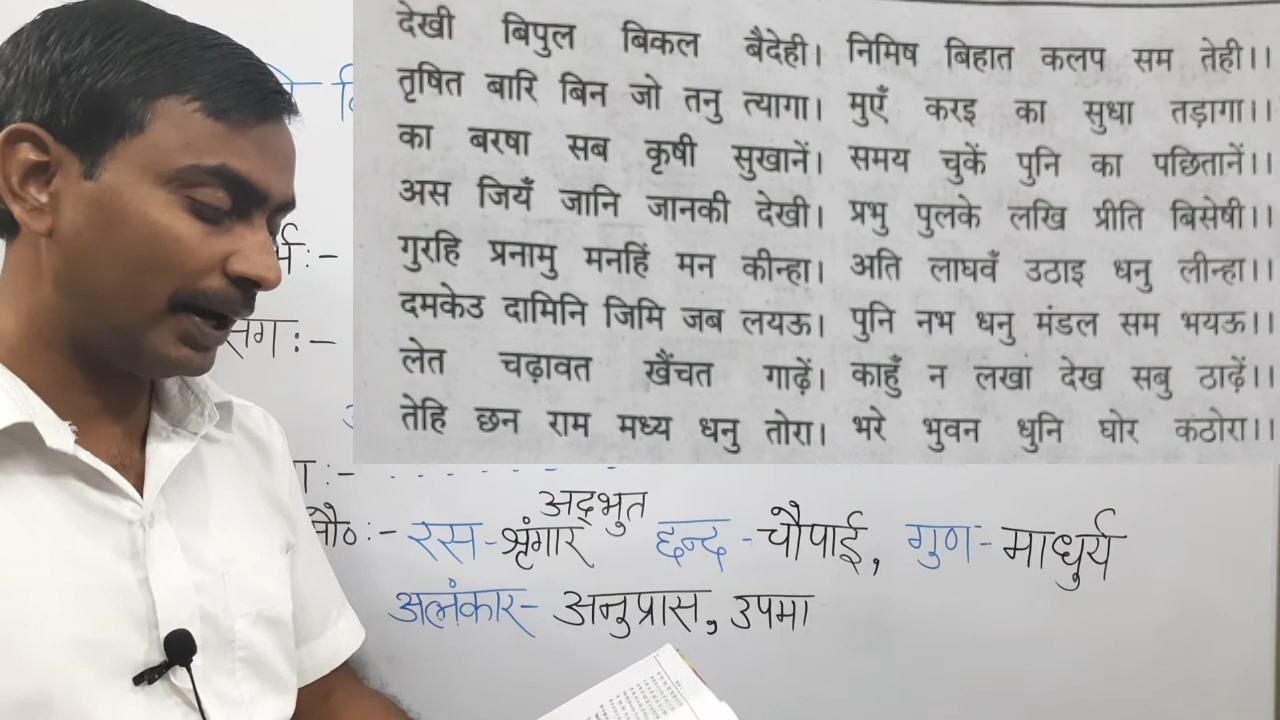 देखी बिपुल बिकल बैदेही। निमिष बिहात कलप सम तेही।।
तृषित बारि बिन जो तनु त्यागा। मुएँ करइ का सुधा तड़ागा।।
का बरषा सब कृषी सुखानें। समय चुकें पुनि का पछितानें।।
अस जियँ जानि जानकी देखी। प्रभु पुलके लखि प्रीति बिसेषी।।
गुरहि प्रनामु मनहिं मन कीन्हा। अति लाघवँ उठाइ धनु लीन्हा।।
दमकेउ दामिनि जिमि जब लयऊ। पुनि नभ धनु मंडल सम भयऊ।।
लेत चढ़ावत खैंचत गाढ़ें। काहुँ न लखा देख सबु ठाढ़ें।।
तेहि छन राम मध्य धनु तोरा। भरे भुवन धुनि घोर कठोरा।।
अद्भुत
रस-श्रृंगार छन्द-चौपाई, गुण-माधुर्य
अलंकार- अनुप्रास, उपमा